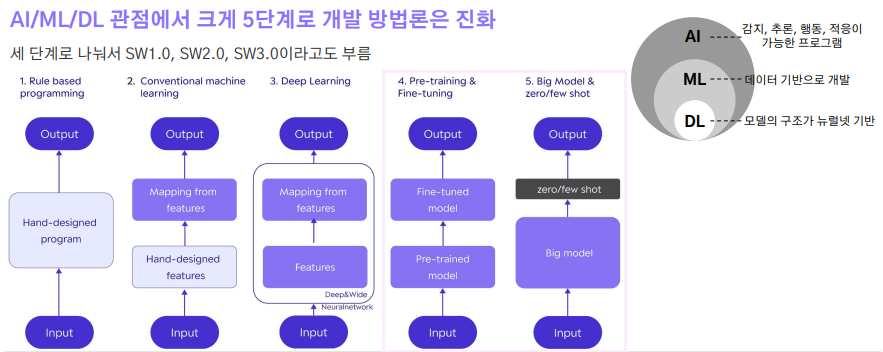 AI/ML/DL 관점에서 크게 5단계로 개발 방법론은 진화
세 단계로 나눠서 SW1.0, SW2.0, SW3.0이라고도 부름
1. Rule based
programming
Output
Hand-designed
program
Input
2. Conventional machine
learning
Output
Mapping from
features
Hand-designed
features
Input
3. Deep Learning
Output
Mapping from
features
Features
Deep&Wide
Neuralnetwork
Input
4. Pre-training &
Fine-tuning
Output
Fine-tuned
model
Pre-trained
model
Input
5. Big Model &
zero/few shot
Output
zero/few shot
Big model
Input
AI
감지, 추론, 행동, 적응이
가능한 프로그램
ML
데이터 기반으로 개발
DL
모델의 구조가 뉴럴넷 기반